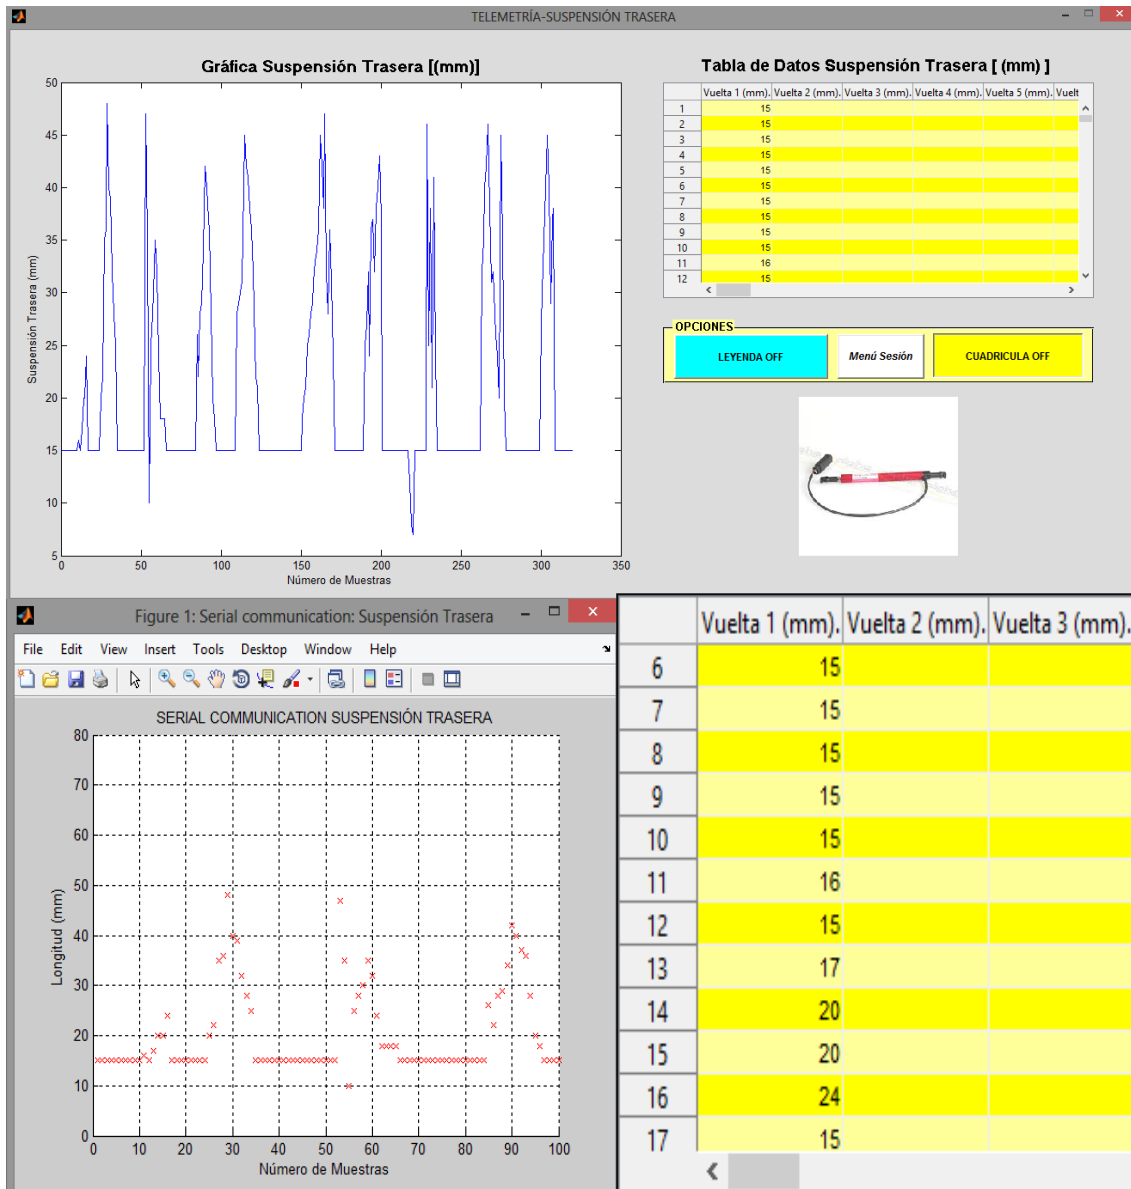 TELEMETRÍA-SUSPENSIÓN TRASERA
Gráfica Suspensión Trasera [(mm)]
50
45
40
35
30
25
20
15
10
5
Suspensión Trasera (mm)
0 50 100 150 200 250 300 350
Número de Muestras
Tabla de Datos Suspensión Trasera [ (mm) ]
Vuelta 1 (mm). Vuelta 2 (mm). Vuelta 3 (mm). Vuelta 4 (mm). Vuelta 5 (mm). Vuelt
1 15
2 15
3 15
4 15
5 15
6 15
7 15
8 15
9 15
10 15
11 16
12 15
OPCIONES
LEYENDA OFF
Menú Sesión
CUADRICULA OFF
Figure 1: Serial communication: Suspensión Trasera
File Edit View Insert Tools Desktop Window Help
SERIAL COMMUNICATION SUSPENSIÓN TRASERA
80
70
60
50
40
30
20
10
0
Longitud (mm)
0 10 20 30 40 50 60 70 80 90 100
Número de Muestras
Vuelta 1 (mm). Vuelta 2 (mm). Vuelta 3 (mm).
6 15
7 15
8 15
9 15
10 15
11 16
12 15
13 17
14 20
15 20
16 24
17 15